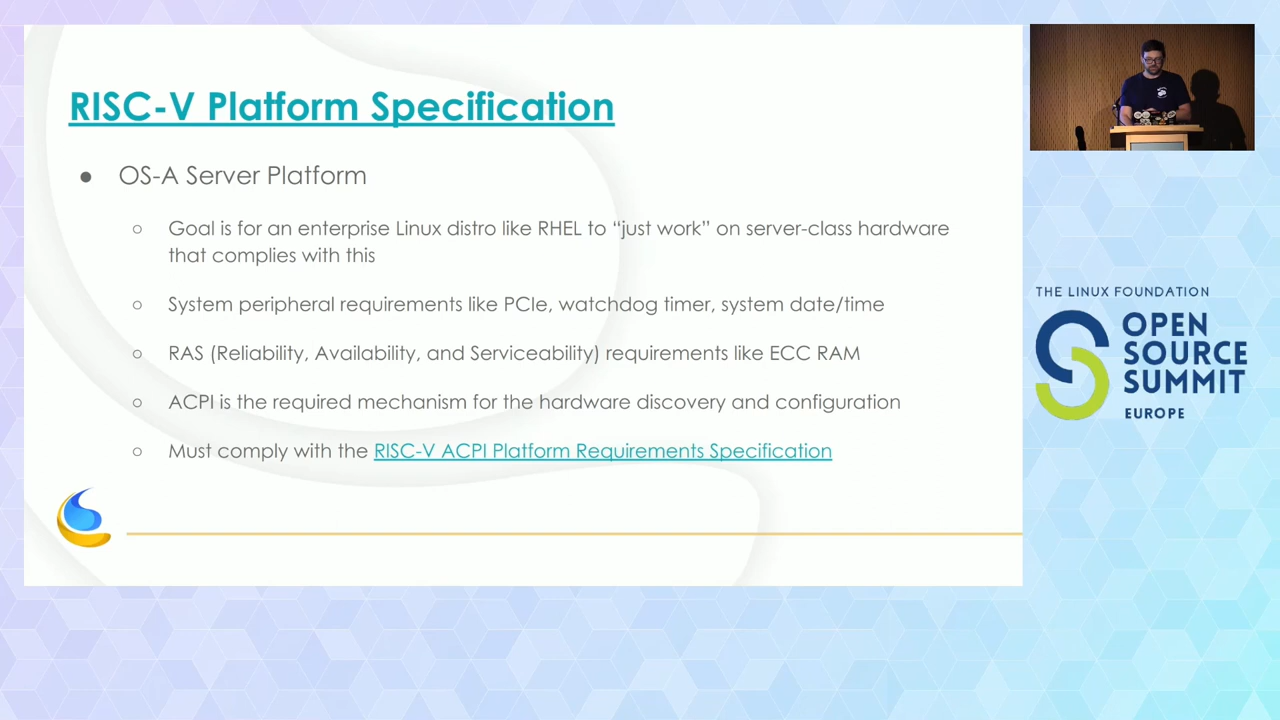 RISC-V Platform Specification
● OS-A Server Platform
○ Goal is for an enterprise Linux distro like RHEL to “just work” on server-class hardware
that complies with this
○ System peripheral requirements like PCIe, watchdog timer, system date/time
○ RAS (Reliability, Availability, and Serviceability) requirements like ECC RAM
○ ACPI is the required mechanism for the hardware discovery and configuration
○ Must comply with the RISC-V ACPI Platform Requirements Specification
THE LINUX FOUNDATION
OPEN
SOURCE
SUMMIT
EUROPE